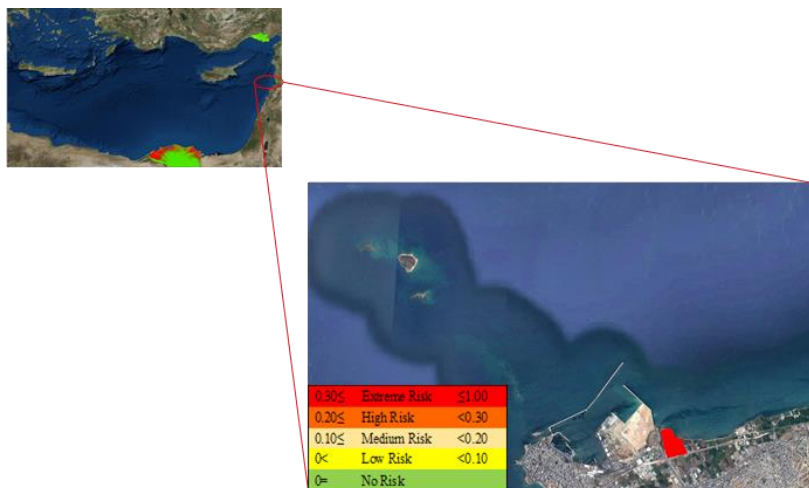 0.30≤ Extreme Risk ≤1.00
0.20≤ High Risk <0.30
0.10≤ Medium Risk <0.20
0< Low Risk <0.10
0= No Risk